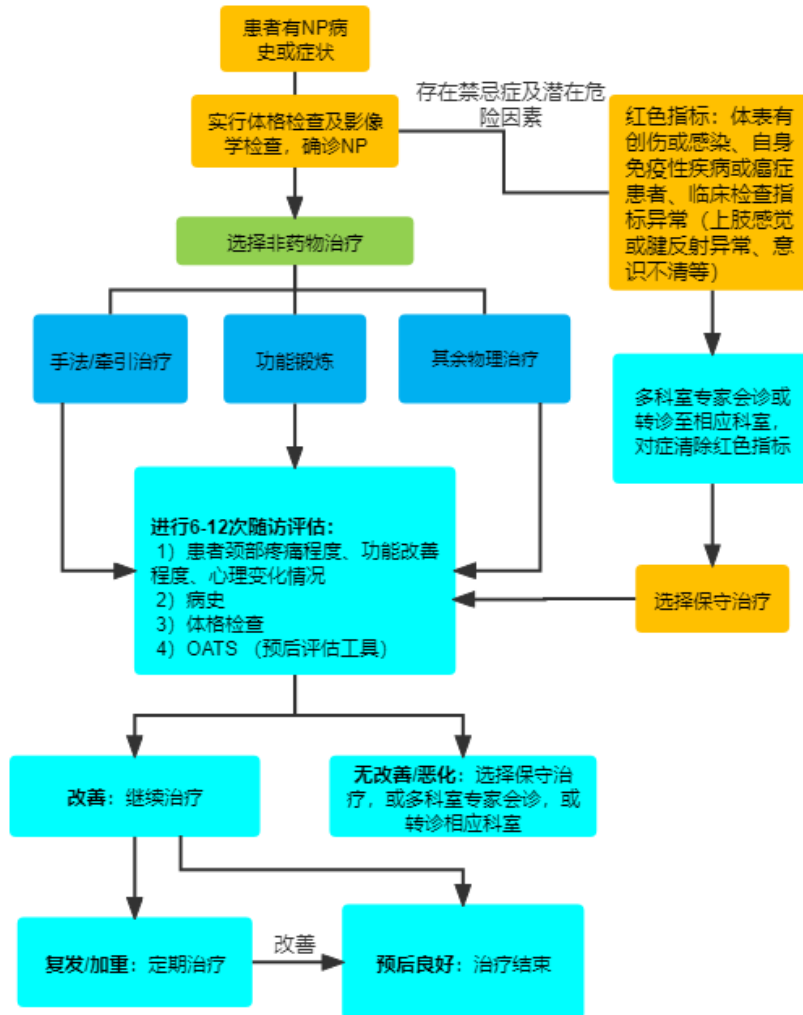 患者有NP病
史或症状
存在禁忌症及潜在危
险因素
实行体格检查及影像
学检查，确诊NP
红色指标：体表有
创伤或感染、自身
免疫性疾病或癌症
患者、临床检查指
标异常（上肢感觉
或腱反射异常、意
识不清等）
选择非药物治疗
手法/牵引治疗
功能锻炼
其余物理治疗
多科室专家会诊或
转诊至相应科室，
对症清除红色指标
进行6-12次随访评估：
1）患者颈部疼痛程度、功能改善
程度、心理变化情况
2）病史
3）体格检查
4）OATS （预后评估工具）
选择保守治疗
改善：继续治疗
无改善/恶化：选择保守治
疗，或多科室专家会诊，或
转诊相应科室
复发/加重：定期治疗
改善
预后良好：治疗结束